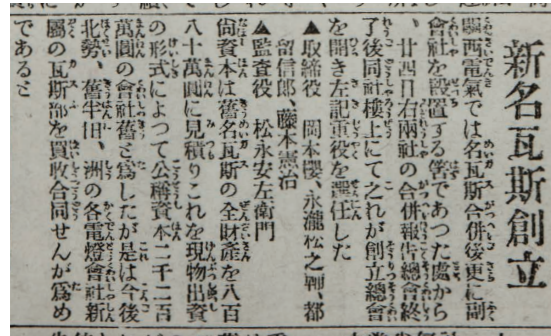 新名瓦斯創立
關西電氣では名瓦斯合併後更に副
會社を設置する筈であつた處から
、廿四日右兩社の合併報告總會終
了後同社樓上にて之れが創立總會
を開き左記重役を選任した
▲取締役 岡本櫻、永瀧松之 都
留信郎、藤本憲治
▲監査役 松永安左衛門
尙資本は舊名瓦斯の全財產を八百
八十萬圓に見積りこれを現物出資
の形式によつて公稱資本二千二百
萬圓の會社と爲したが是は今後
北勢、舊半田、 洲の各電燈會社新
屬の瓦斯部を買收合同せんが爲め
であると